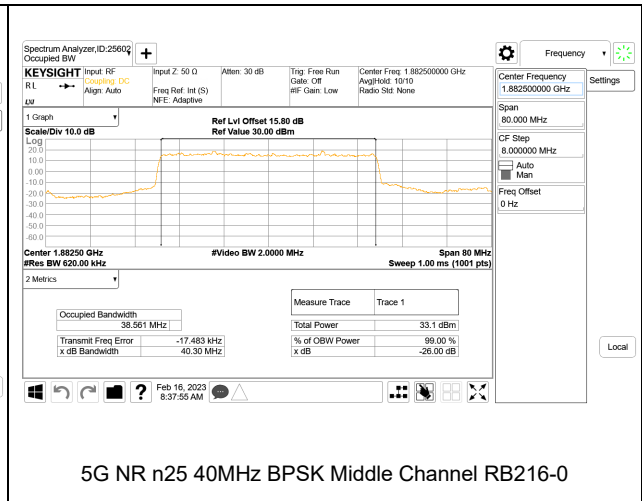 Spectrum Analyzer,ID:25602
Occupied BW
Frequency
KEYSIGHT
R L
Input: RF
Coupling: DC
Align: Auto
Input Z: 50 Ω
Freq Ref: Int (S)
NFE: Adaptive
Atten: 30 dB
Trig: Free Run
Gate: Off
#IF Gain: Low
Center Freq: 1.882500000 GHz
Avg|Hold: 10/10
Radio Std: None
Center Frequency
1.882500000 GHz
Settings
Span
80.000 MHz
CF Step
8.000000 MHz
Auto
Man
Freq Offset
0 Hz
Local
1 Graph
Scale/Div 10.0 dB
Ref Lvl Offset 15.80 dB
Ref Value 30.00 dBm
Log
20.0
10.0
0.00
-10.0
-20.0
-30.0
-40.0
-50.0
-60.0
Center 1.88250 GHz
#Video BW 2.0000 MHz
Span 80 MHz
#Res BW 620.00 kHz
Sweep 1.00 ms (1001 pts)
2 Metrics
Measure Trace Trace 1
Occupied Bandwidth
38.561 MHz
Total Power 33.1 dBm
Transmit Freq Error -17.483 kHz
% of OBW Power 99.00 %
x dB Bandwidth 40.30 MHz
x dB -26.00 dB
?
Feb 16, 2023
8:37:55 AM
5G NR n25 40MHz BPSK Middle Channel RB216-0